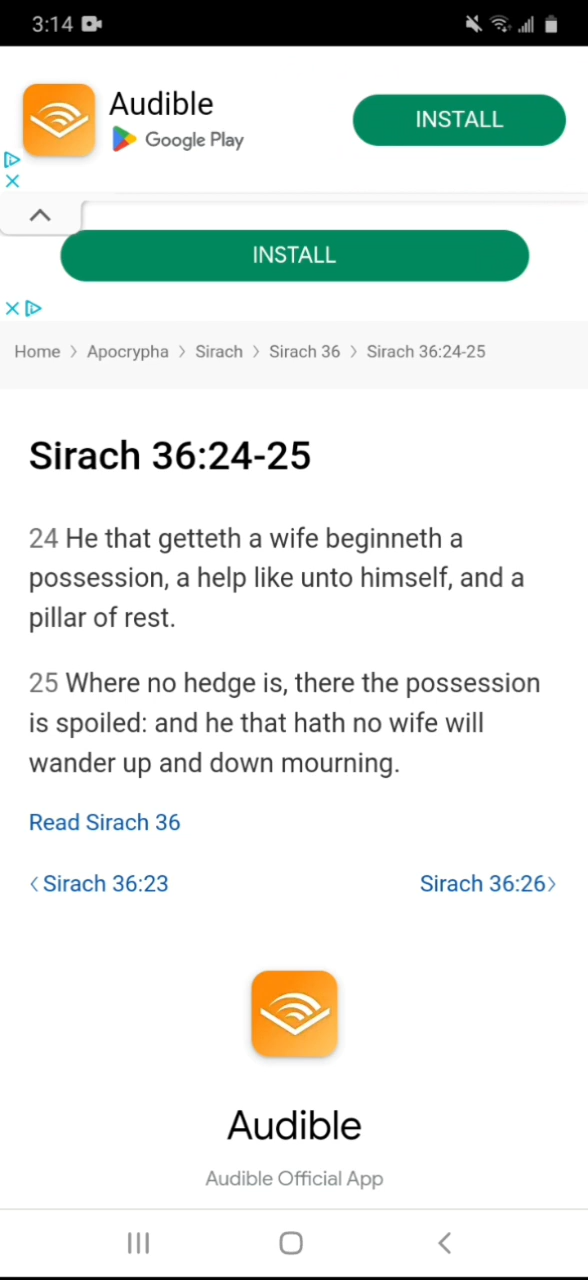 3:14
Audible
Google Play
INSTALL
INSTALL
Home > Apocrypha > Sirach > Sirach 36 > Sirach 36:24-25
Sirach 36:24-25
24 He that getteth a wife beginneth a
possession, a help like unto himself, and a
pillar of rest.
25 Where no hedge is, there the possession
is spoiled: and he that hath no wife will
wander up and down mourning.
Read Sirach 36
< Sirach 36:23
Sirach 36:26 >
Audible
Audible Official App